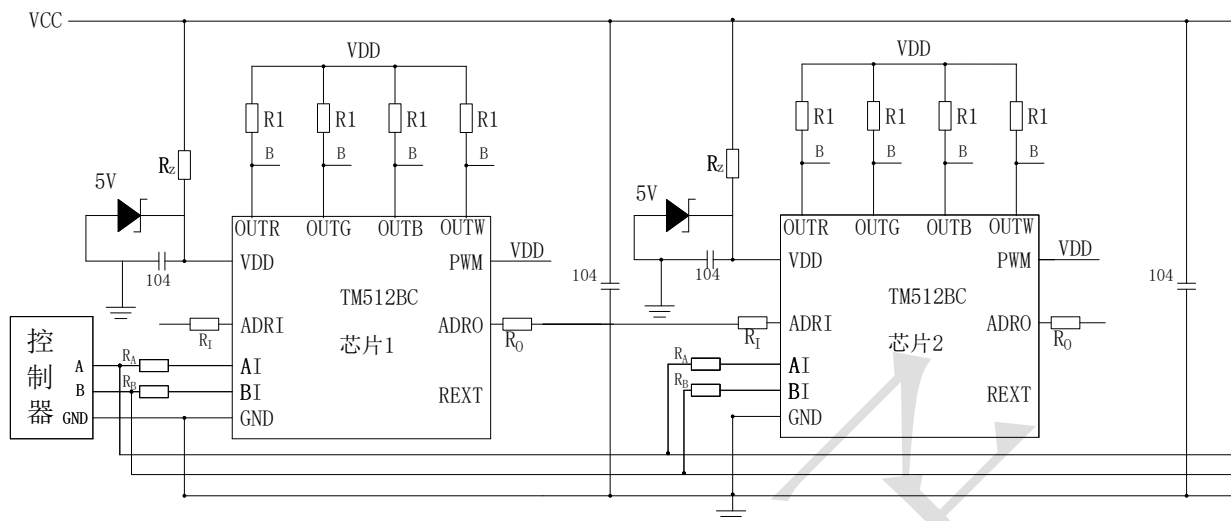 VCC
VDD
VDD
R1 R1 R1 R1
R1 R1 R1 R1
B B B B
B B B B
RZ
RZ
5V
5V
OUTR OUTG OUTB OUTW
OUTR OUTG OUTB OUTW
VDD PWM VDD
VDD PWM VDD
104
104
104
104
TM512BC
TM512BC
ADRI ADRO
ADRI ADRO
RI
RO
RI
RO
芯片1
芯片2
控制器
A
B
GND
RA
RB
AI
BI REXT
GND
RA
RB
AI
BI REXT
GND